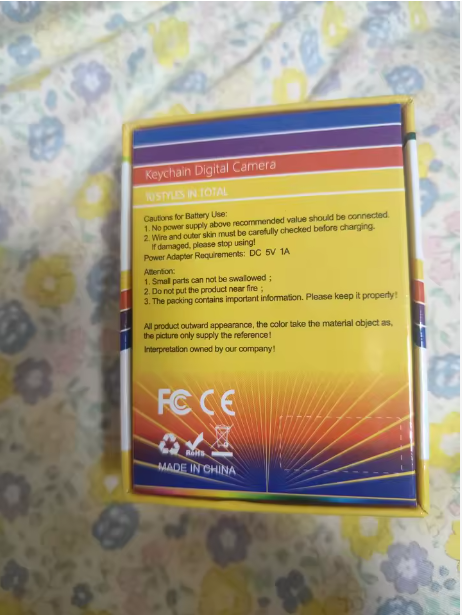 Keychain Digital Camera
18 STYLES IN TOTAL
Cautions for Battery Use:
1. No power supply above recommended value should be connected.
2. Wire and outer skin must be carefully checked before charging.
If damaged, please stop using!
Power Adapter Requirements: DC 5V 1A
Attention:
1. Small parts can not be swallowed ;
2. Do not put the product near fire ;
3. The packing contains important information. Please keep it property!
All product outward appearance, the color take the material object as,
the picture only supply the reference!
Interpretation owned by our company!
FC CE
RoHS
MADE IN CHINA